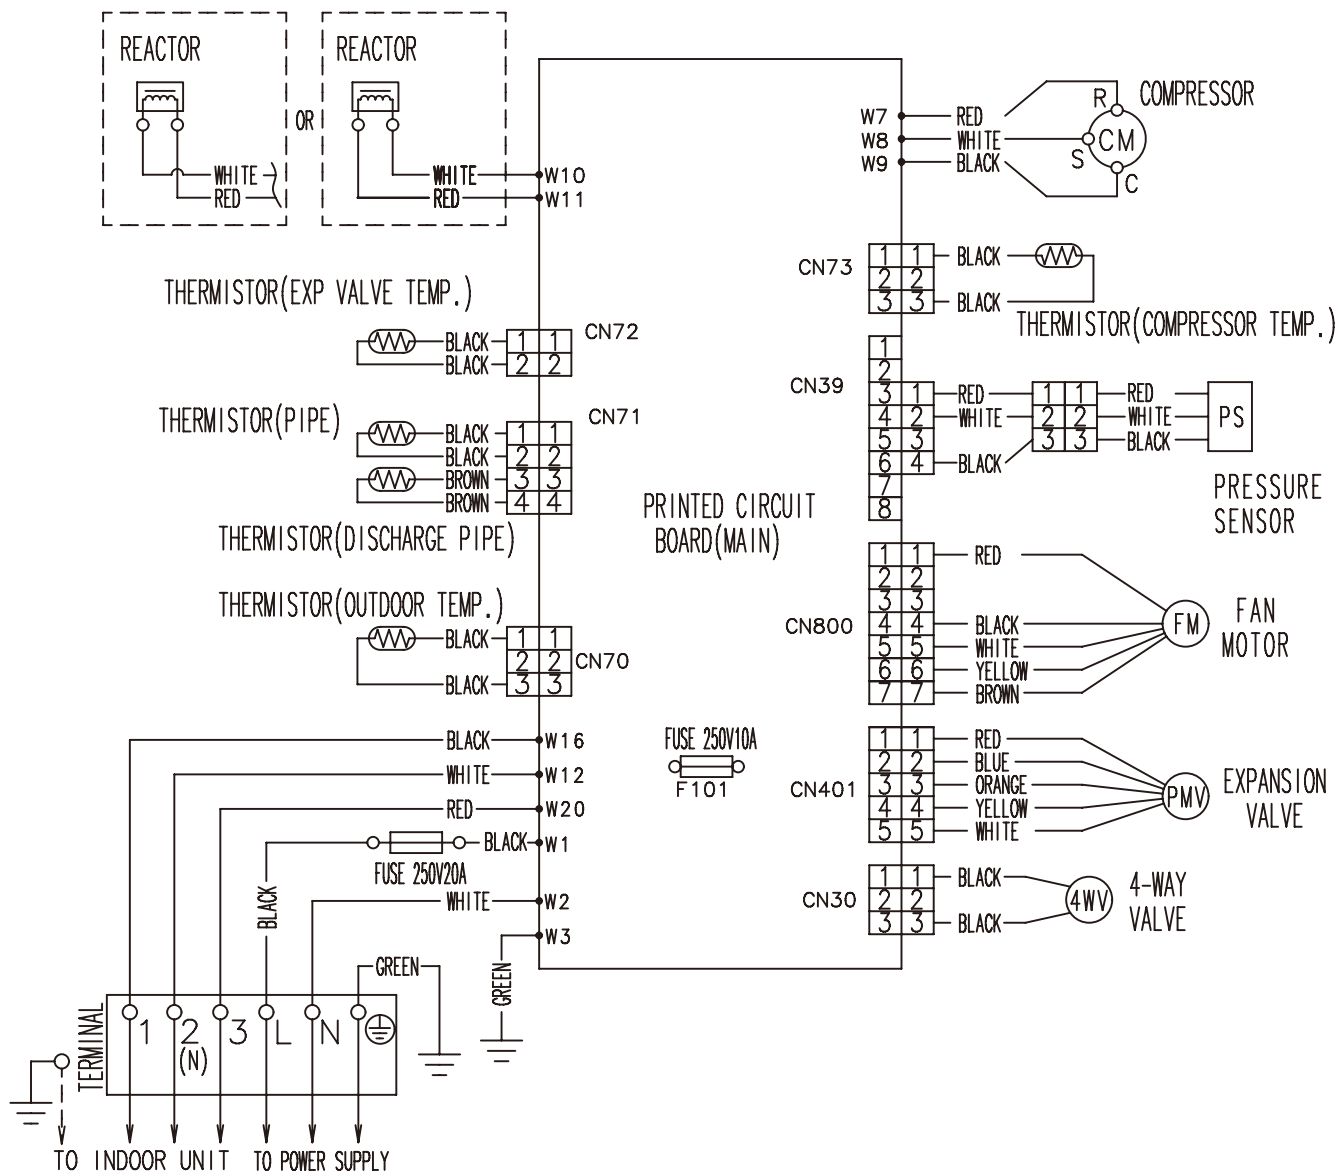 REACTOR
REACTOR
OR
WHITE
RED
WHITE
RED
W10
W11
W7
W8
W9
RED
WHITE
BLACK
R
S
C
CM
COMPRESSOR
THERMISTOR(EXP VALVE TEMP.)
BLACK
BLACK
1 1
2 2
CN72
CN73
1 1
2 2
3 3
BLACK
BLACK
THERMISTOR(COMPRESSOR TEMP.)
THERMISTOR(PIPE)
BLACK
BLACK
BROWN
BROWN
1 1
2 2
3 3
4 4
CN71
THERMISTOR(DISCHARGE PIPE)
CN39
1
2
3 1
4 2
5 3
6 4
7
8
RED
WHITE
BLACK
1 1
2 2
3 3
RED
WHITE
BLACK
PS
PRESSURE
SENSOR
PRINTED CIRCUIT
BOARD(MAIN)
THERMISTOR(OUTDOOR TEMP.)
BLACK
BLACK
1 1
2 2
3 3
CN70
CN800
1 1
2 2
3 3
4 4
5 5
6 6
7 7
RED
BLACK
WHITE
YELLOW
BROWN
FM
FAN
MOTOR
BLACK
W16
WHITE
W12
RED
W20
BLACK
W1
FUSE 250V20A
BLACK
WHITE
W2
W3
GREEN
GREEN
FUSE 250V10A
F101
CN401
1 1
2 2
3 3
4 4
5 5
RED
BLUE
ORANGE
YELLOW
WHITE
PMV
EXPANSION
VALVE
CN30
1 1
2 2
3 3
BLACK
BLACK
4WV
4-WAY
VALVE
TERMINAL
1
2
(N)
3
L
N
TO INDOOR UNIT
TO POWER SUPPLY